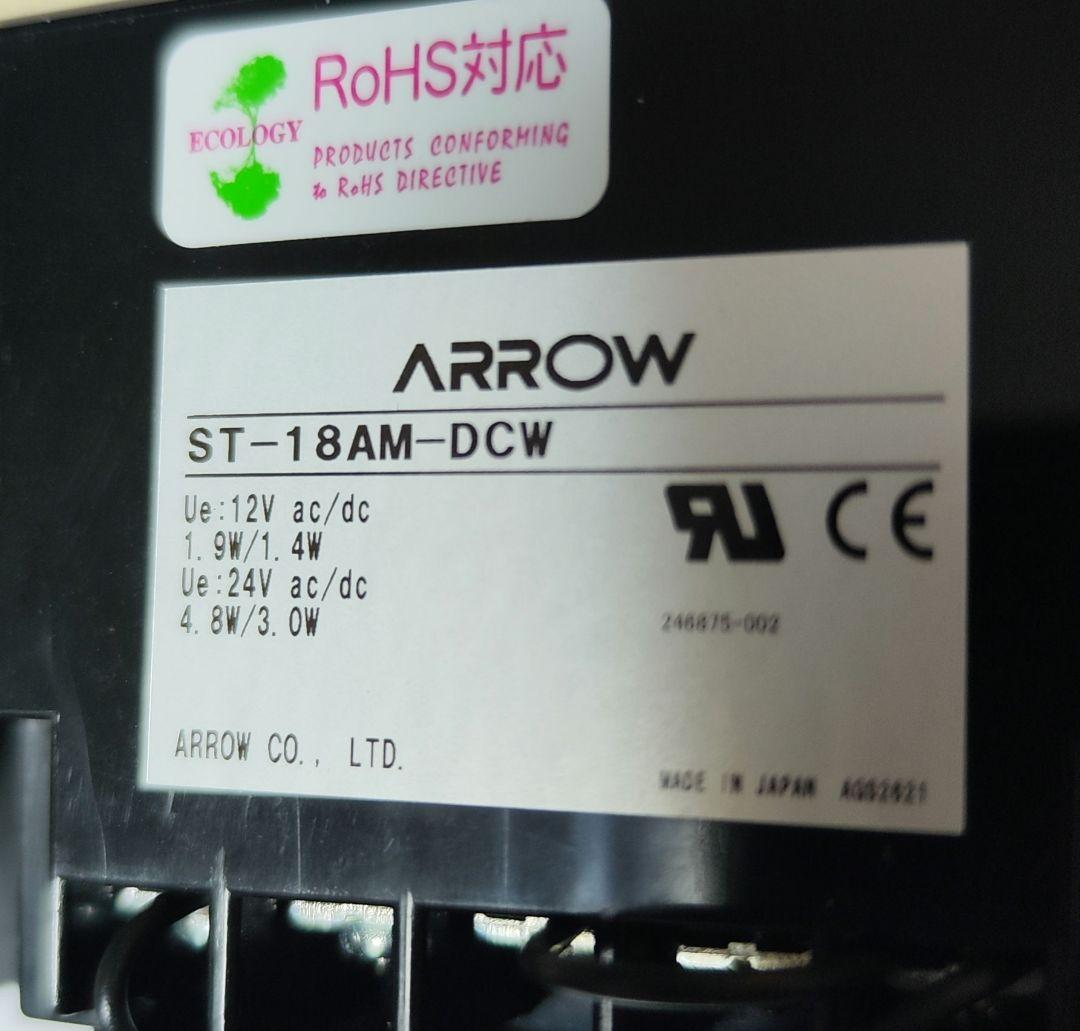 RoHS対応
ECOLOGY
PRODUCTS CONFORMING
to RoHS DIRECTIVE
ARROW
ST-18AM-DCW
Ue:12V ac/dc
1.9W/1.4W
Ue:24V ac/dc
4.8W/3.0W
CE
246875-002
ARROW CO., LTD.
MADE IN JAPAN